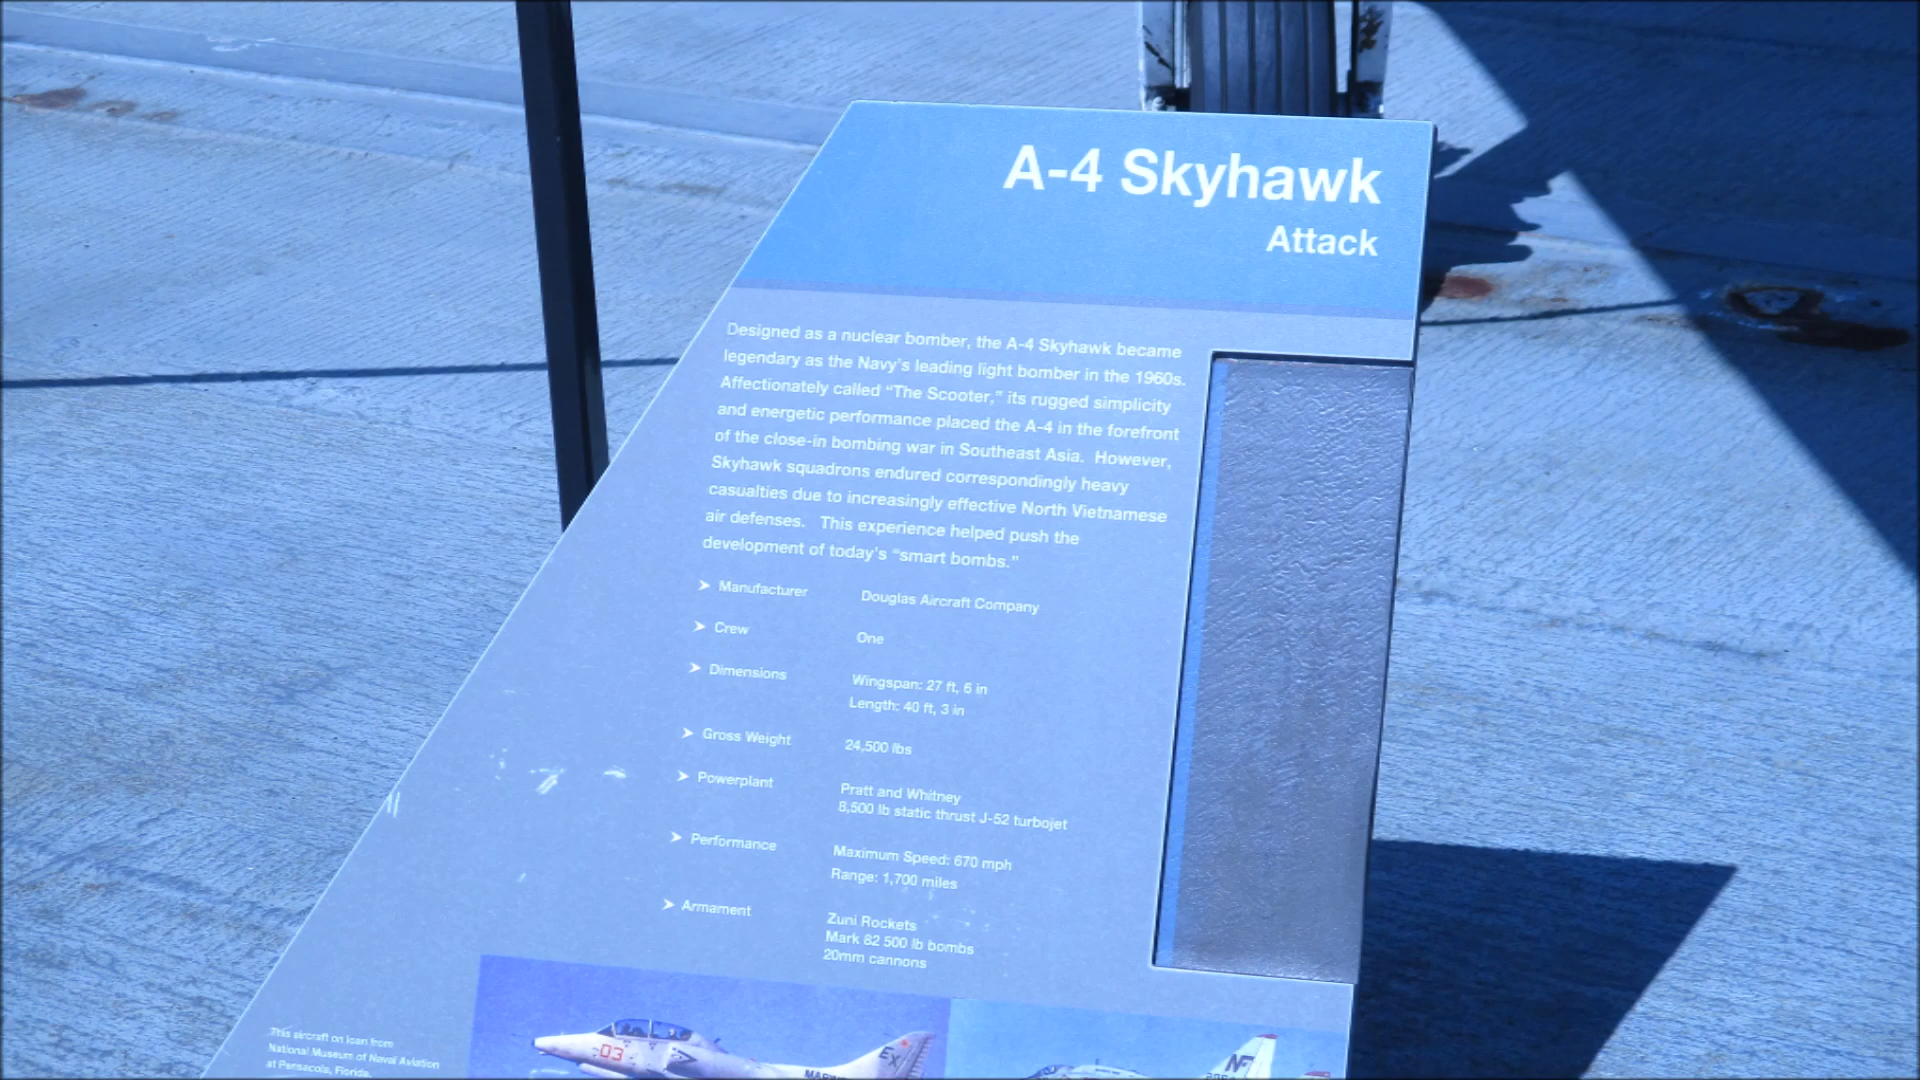 A-4 Skyhawk
Attack
Designed as a nuclear bomber, the A-4 Skyhawk became
legendary as the Navy's leading light bomber in the 1960s.
Affectionately called "The Scooter," its rugged simplicity
and energetic performance placed the A-4 in the forefront
of the close-in bombing war in Southeast Asia. However,
Skyhawk squadrons endured correspondingly heavy
casualties due to increasingly effective North Vietnamese
air defenses. This experience helped push the
development of today's "smart bombs."
➤ Manufacturer Douglas Aircraft Company
➤ Crew One
➤ Dimensions Wingspan: 27 ft, 6 in
Length: 40 ft, 3 in
➤ Gross Weight 24,500 lbs
➤ Powerplant Pratt and Whitney
8,500 lb static thrust J-52 turbojet
➤ Performance Maximum Speed: 670 mph
Range: 1,700 miles
➤ Armament Zuni Rockets
Mark 82 500 lb bombs
20mm cannons
This aircraft on loan from
National Museum of Naval Aviation
at Pensacola, Florida.
03
EX
NF